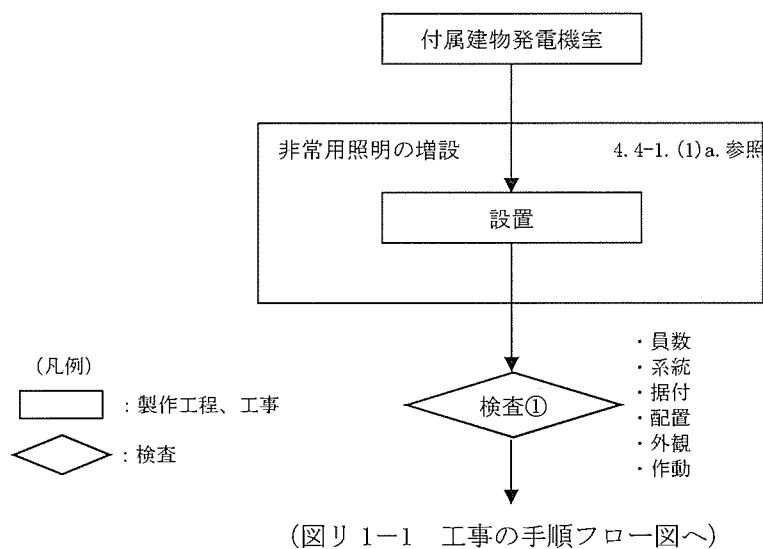 付属建物発電機室
非常用照明の増設 4.4-1.(1)a.参照
設置
・員数
・系統
・据付
・配置
・外観
・作動
検査①
(凡例)
：製作工程、工事
：検査
(図リ 1－1 工事の手順フロー図へ)